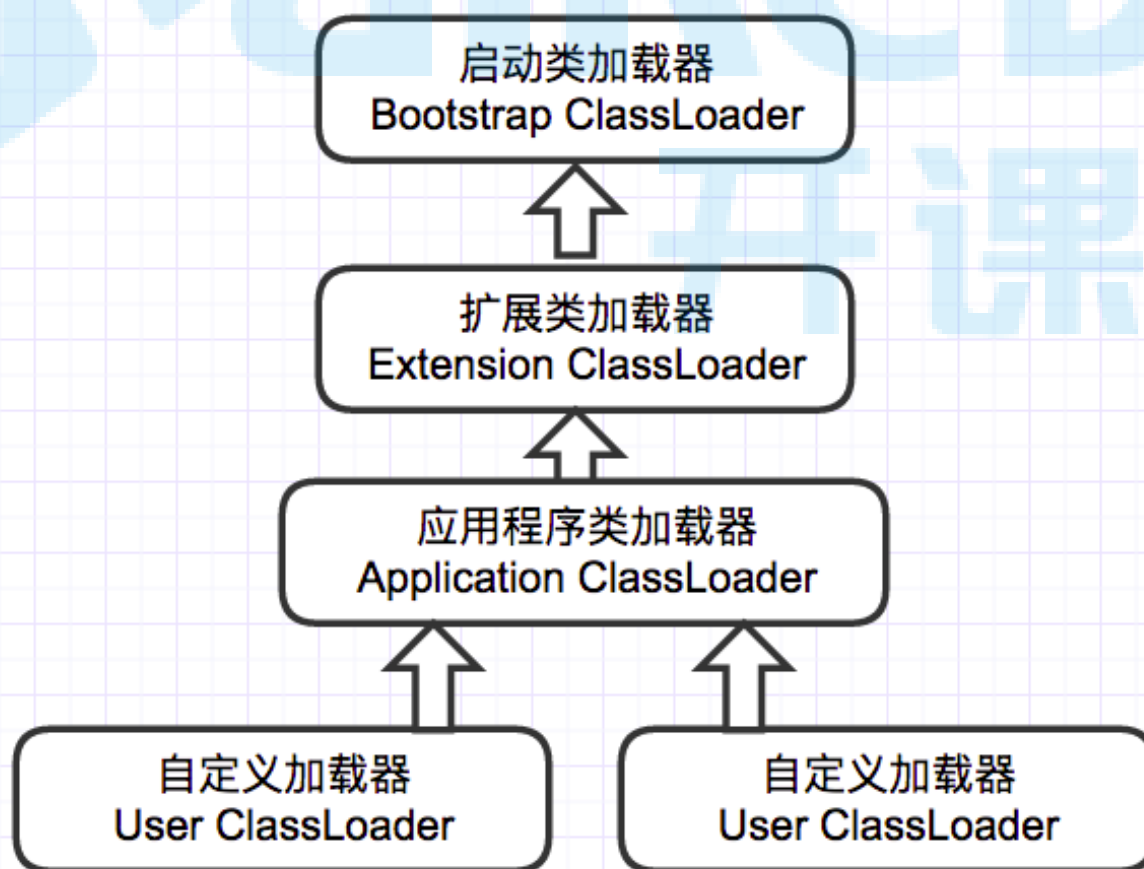 启动类加载器
Bootstrap ClassLoader
开课
扩展类加载器
Extension ClassLoader
应用程序类加载器
Application ClassLoader
自定义加载器
User ClassLoader
自定义加载器
User ClassLoader